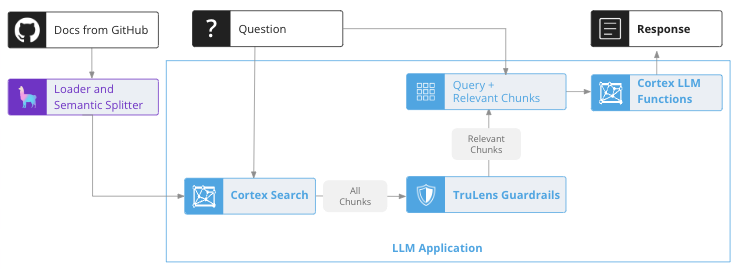 Docs from GitHub
?
Question
Response
Loader and
Semantic Splitter
Query +
Relevant Chunks
Cortex LLM
Functions
Relevant
Chunks
Cortex Search
All
Chunks
TruLens Guardrails
LLM Application